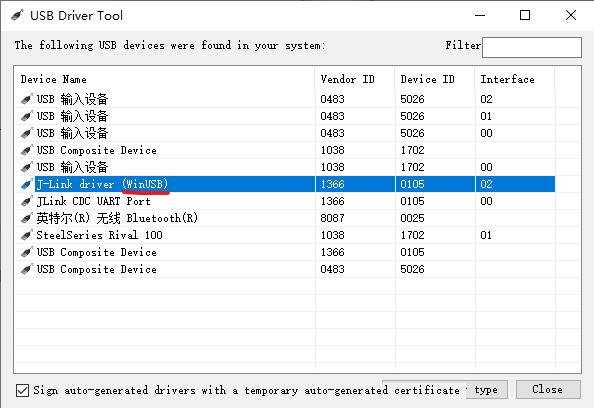 USB Driver Tool
The following USB devices were found in your system:
Filter
Device Name Vendor ID Device ID Interface
USB 输入设备 0483 5026 02
USB 输入设备 0483 5026 01
USB 输入设备 0483 5026 00
USB Composite Device 1038 1702
USB 输入设备 1038 1702 00
J-Link driver (WinUSB) 1366 0105 02
JLink CDC UART Port 1366 0105 00
英特尔(R) 无线 Bluetooth(R) 8087 0025
SteelSeries Rival 100 1038 1702 01
USB Composite Device 1366 0105
USB Composite Device 0483 5026
Sign auto-generated drivers with a temporary auto-generated certificate type Close